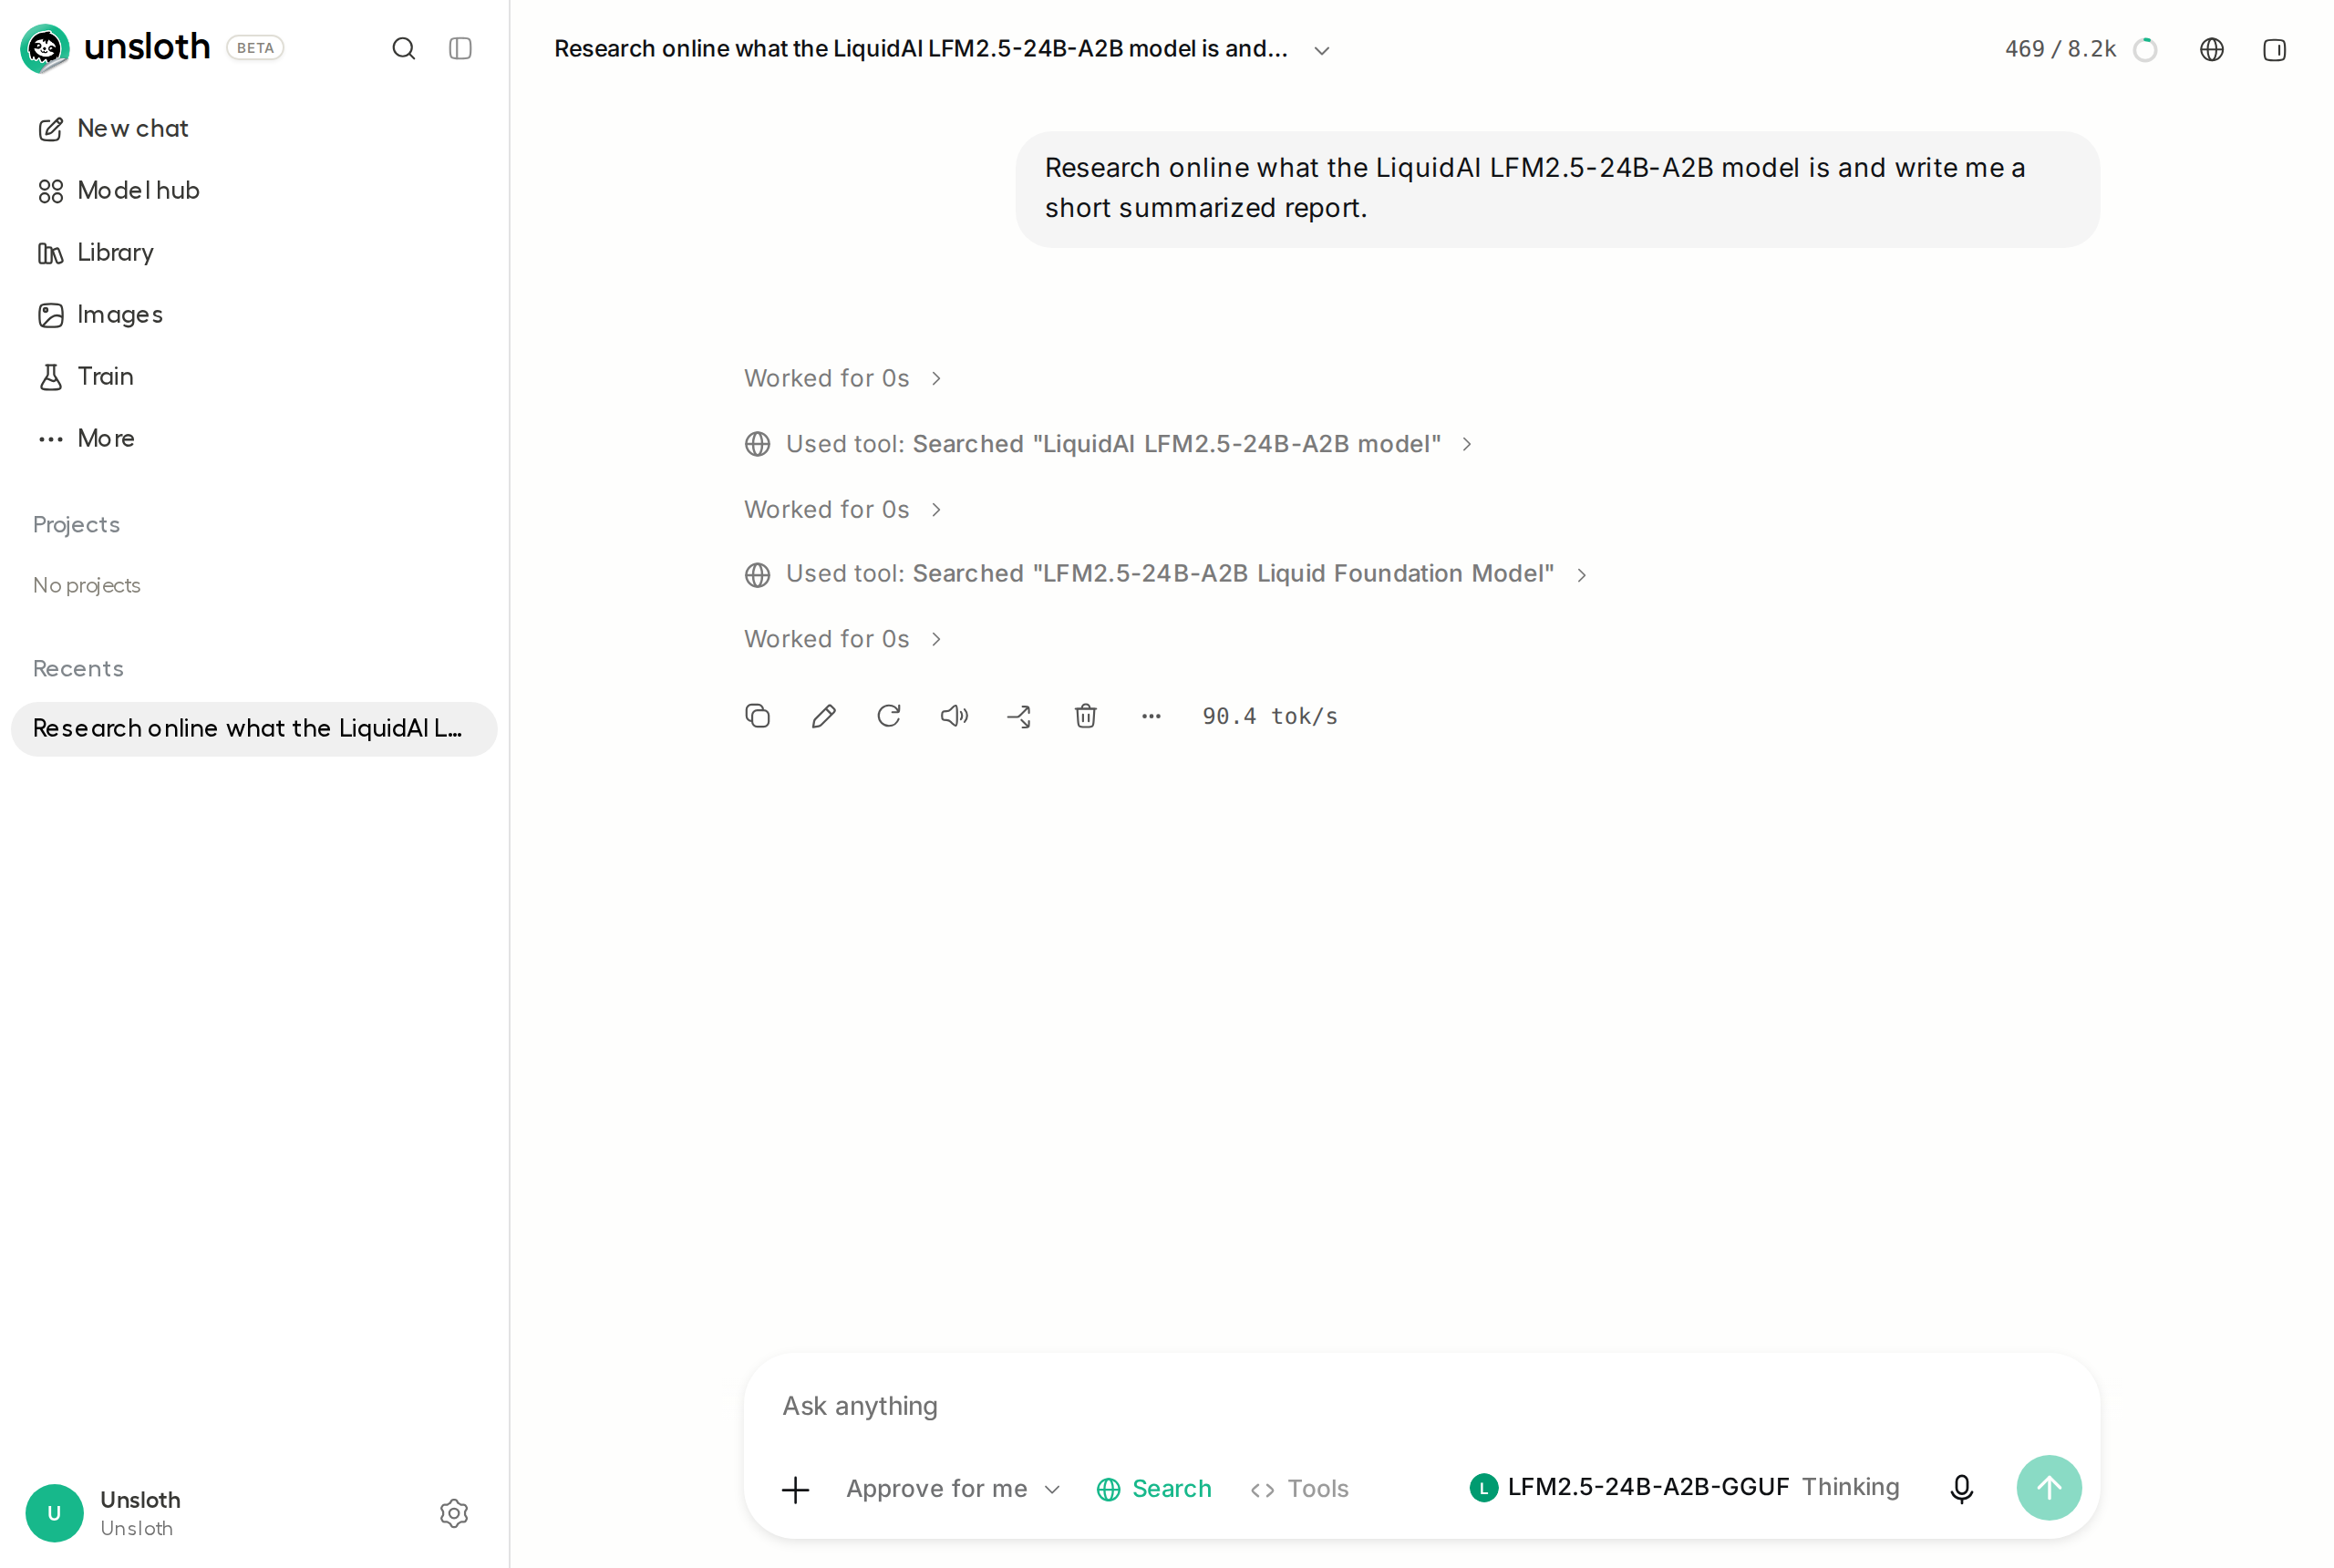 unsloth BETA
New chat
Model hub
Library
Images
Train
More
Projects
No projects
Recents
Research online what the LiquidAI L...
U
Unsloth
Unsloth
Research online what the LiquidAI LFM2.5-24B-A2B model is and...
469 / 8.2k
Research online what the LiquidAI LFM2.5-24B-A2B model is and write me a
short summarized report.
Worked for 0s
Used tool: Searched "LiquidAI LFM2.5-24B-A2B model"
Worked for 0s
Used tool: Searched "LFM2.5-24B-A2B Liquid Foundation Model"
Worked for 0s
90.4 tok/s
Ask anything
Approve for me
Search
Tools
L
LFM2.5-24B-A2B-GGUF Thinking